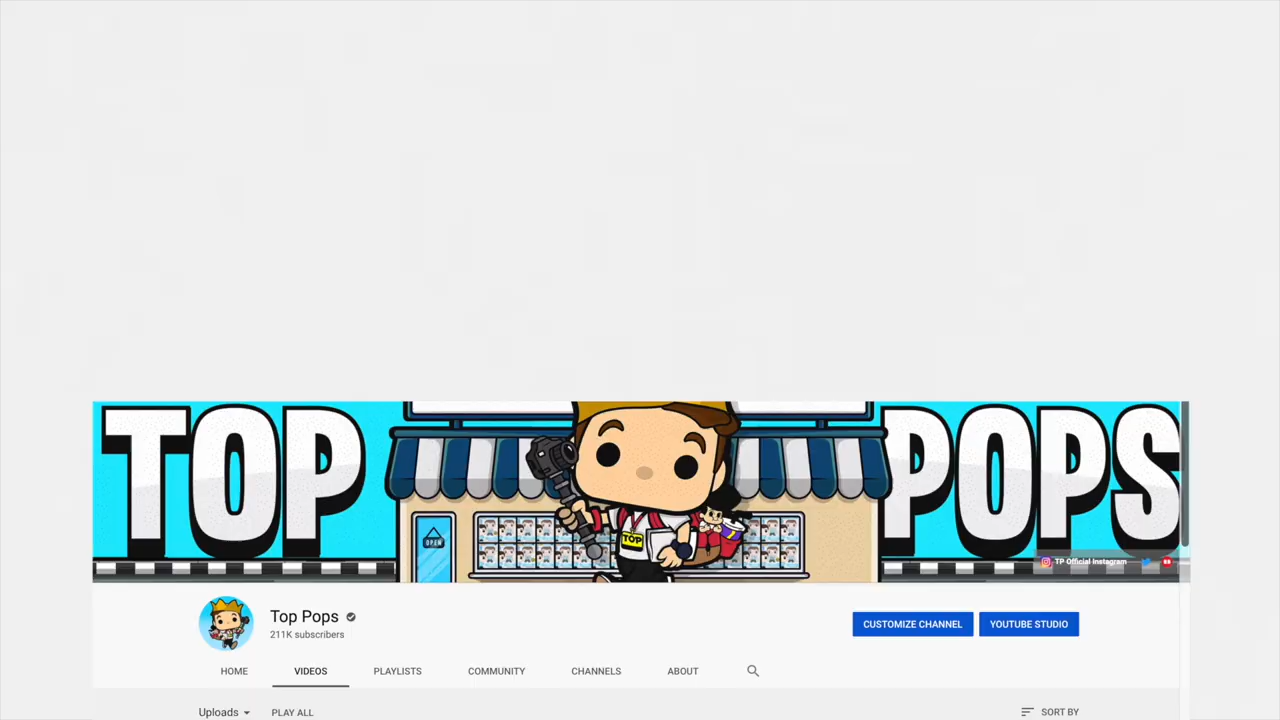 TOP POPS
OPEN
TOP
TP Official Instagram
Top Pops
211K subscribers
CUSTOMIZE CHANNEL
YOUTUBE STUDIO
HOME
VIDEOS
PLAYLISTS
COMMUNITY
CHANNELS
ABOUT
Uploads
PLAY ALL
SORT BY